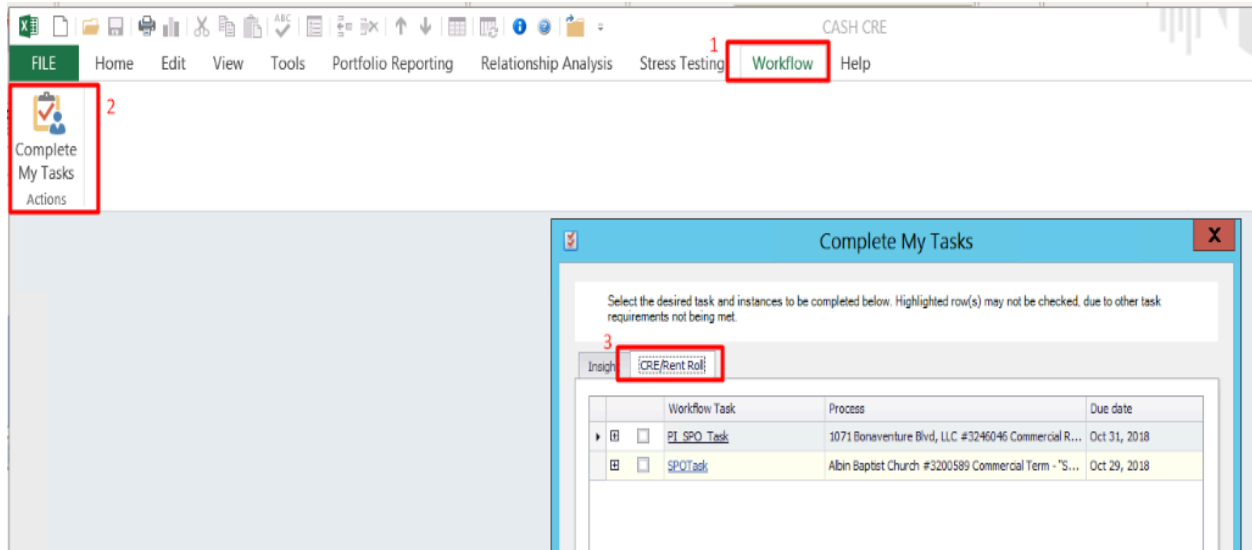 CASH CRE
1
FILE Home Edit View Tools Portfolio Reporting Relationship Analysis Stress Testing Workflow Help
2
Complete
My Tasks
Actions
Complete My Tasks
X
Select the desired task and instances to be completed below. Highlighted row(s) may not be checked, due to other task
requirements not being met.
3
Insigh CRE/Rent Roll
Workflow Task Process Due date
PI_SPO_Task 1071 Bonaventure Blvd, LLC #3246046 Commercial R... Oct 31, 2018
SPOTask Albin Baptist Church #3200589 Commercial Term - "S... Oct 29, 2018